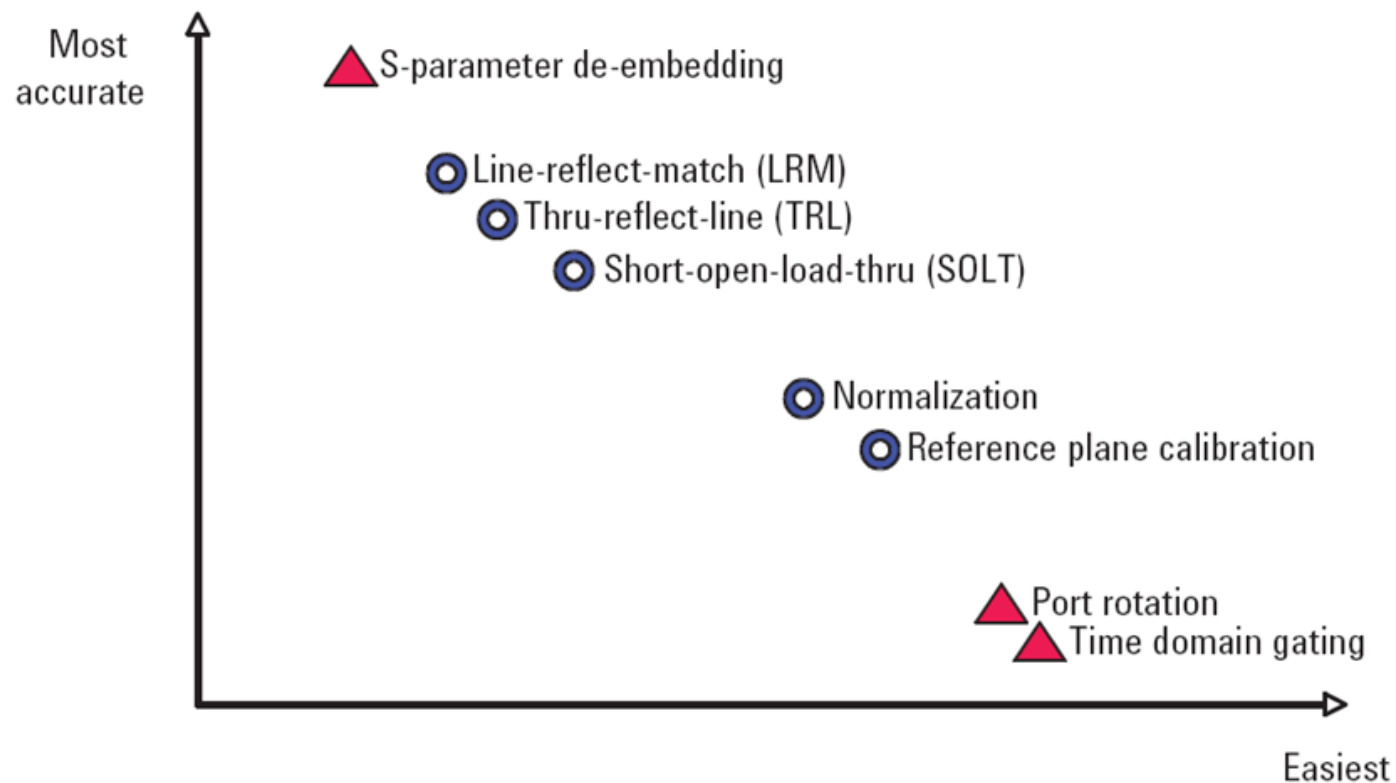 Most
accurate
S-parameter de-embedding
Line-reflect-match (LRM)
Thru-reflect-line (TRL)
Short-open-load-thru (SOLT)
Normalization
Reference plane calibration
Port rotation
Time domain gating
Easiest